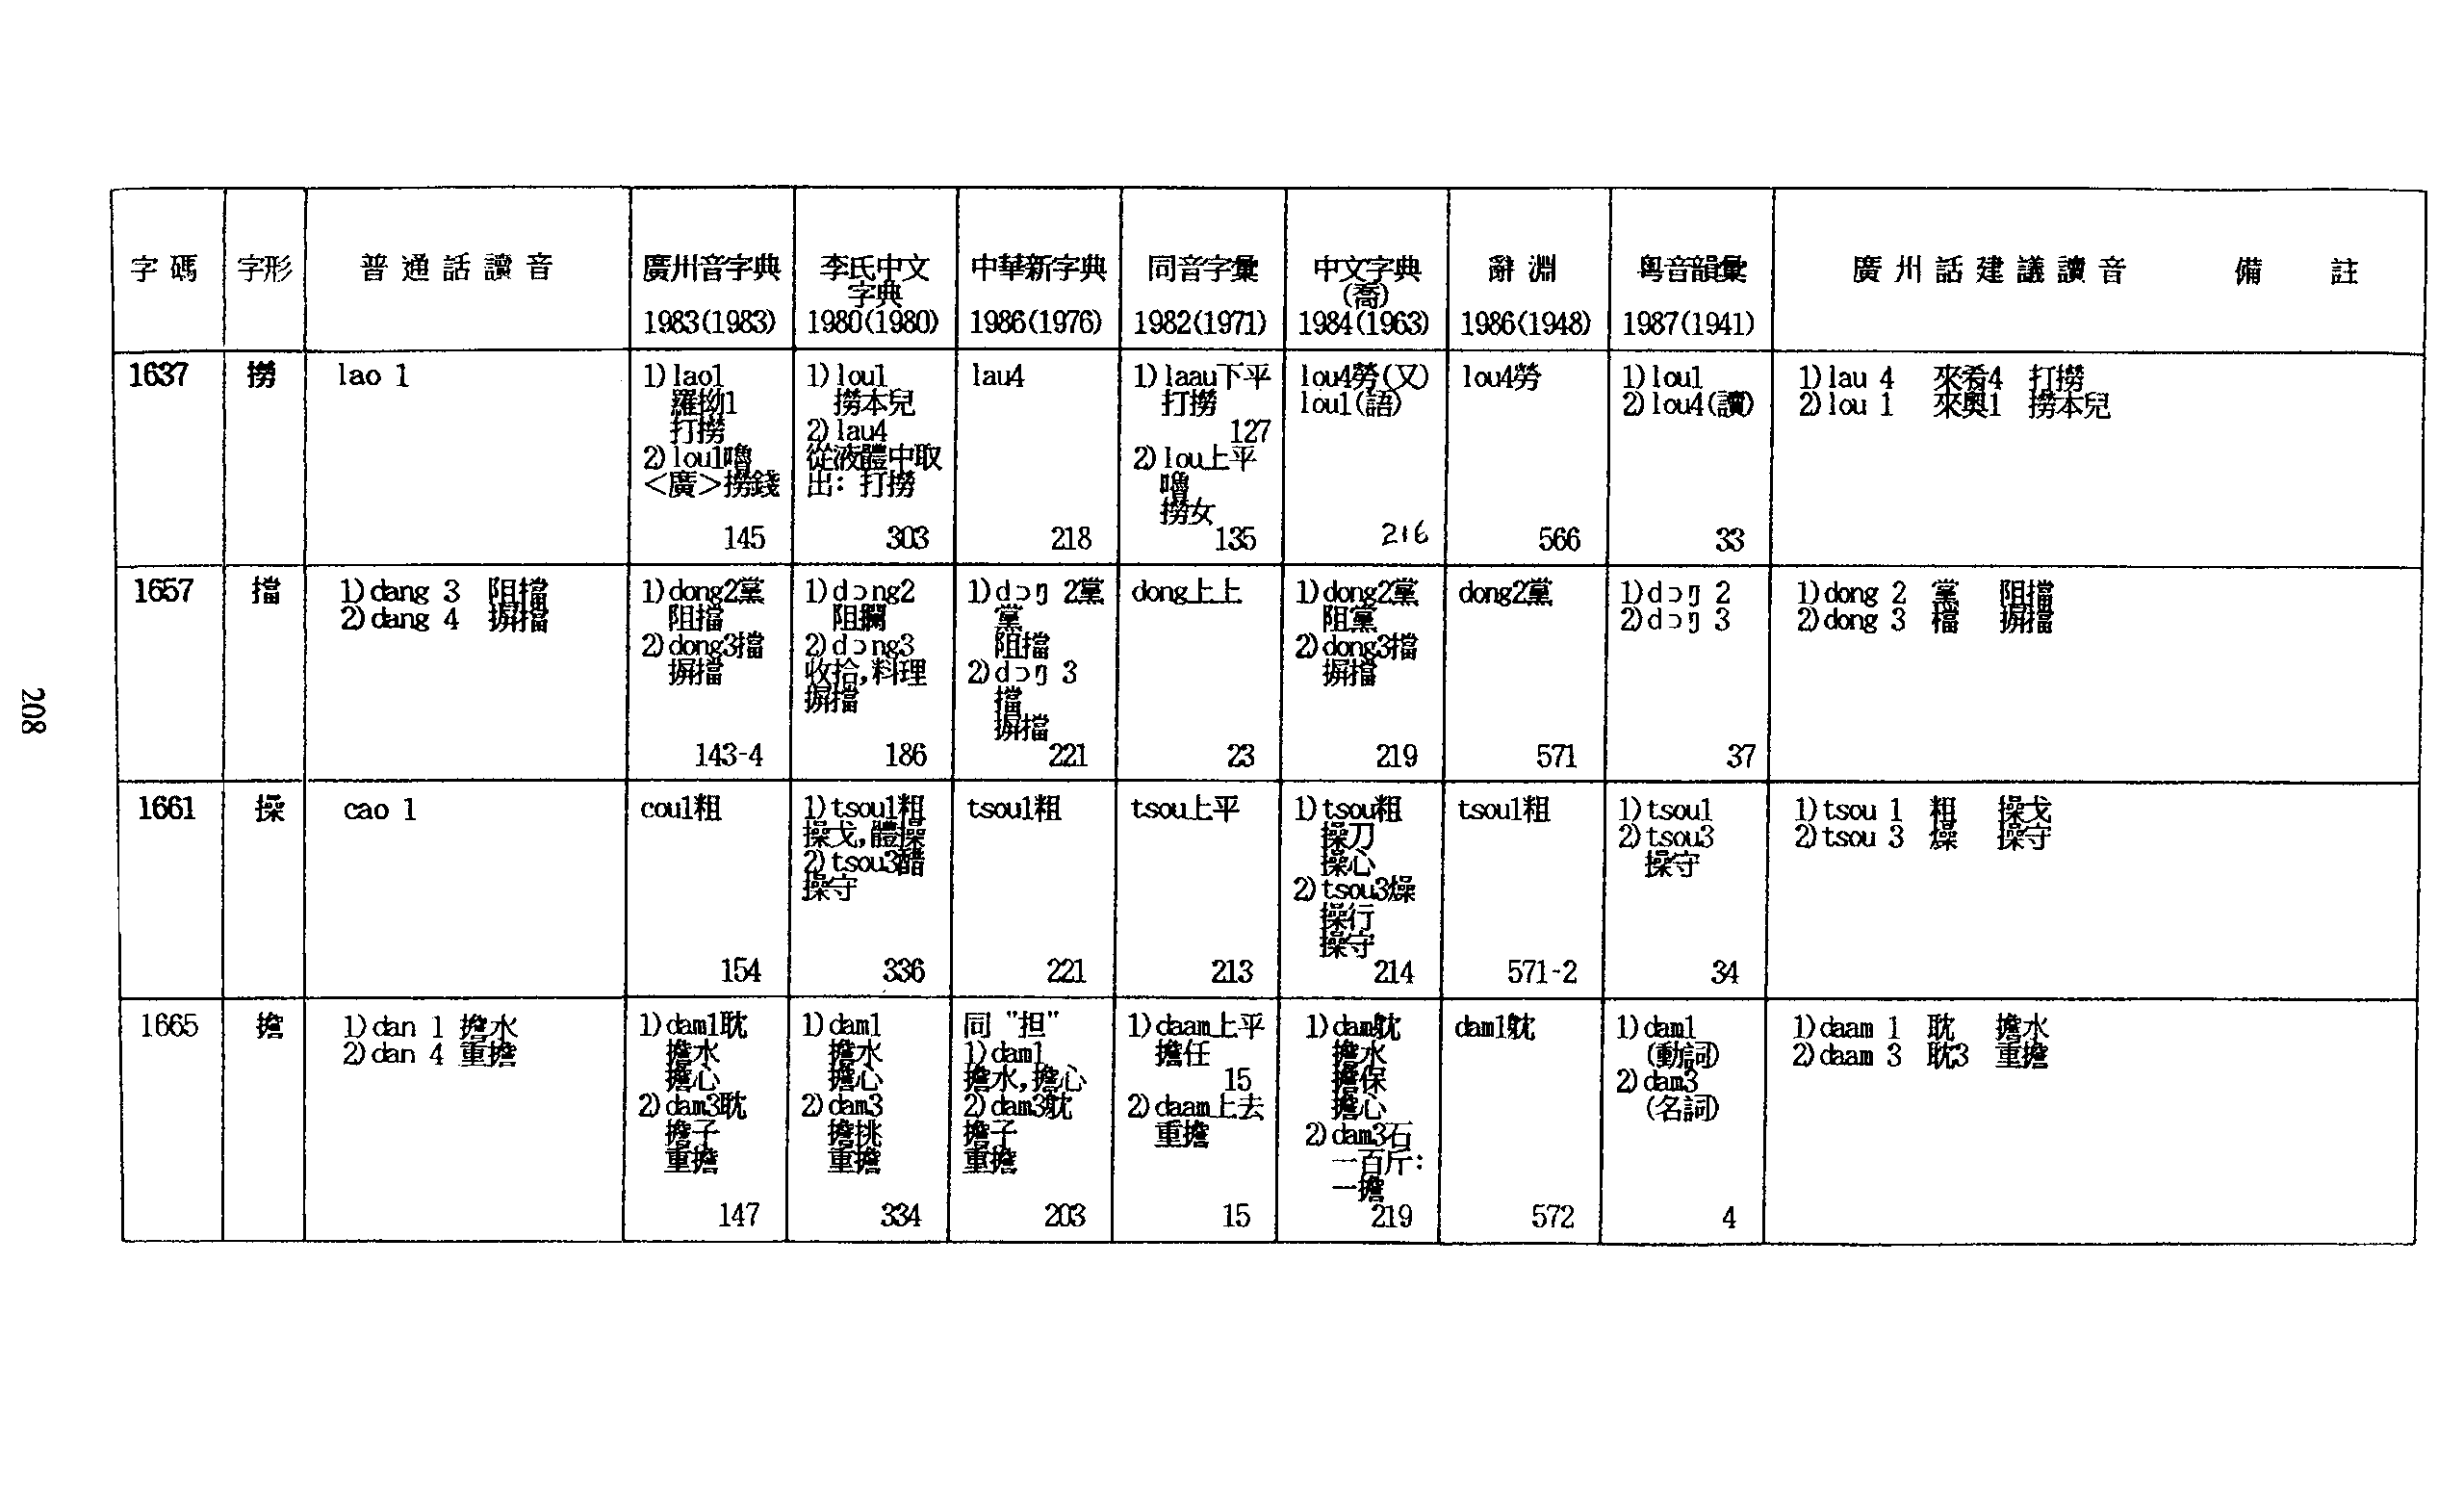 字碼 字形 普通話讀音 廣州音字典 李氏中文 中華新字典 同音字彙 中文字典 辭淵 粵音韻彙 廣州話建議讀音 備註
字典 (喬)
1983(1983) 1980(1980) 1986(1976) 1982(1971) 1984(1963) 1986(1948) 1987(1941)
1637 撈 lao 1
1)lao1
羅拗1
打撈
2)lou1嚕
<廣>撈錢
145
1)lou1
撈本兒
2)lau4
從液體中取
出: 打撈
303
lau4
218
1)laau下平
打撈
127
2)lou上平
嚕
撈女
135
lou4勞(又)
lou1(語)
216
lou4勞
566
1)lou1
2)lou4(讀)
33
1)lau 4 來肴4 打撈
2)lou 1 來奧1 撈本兒
1657 擋
1)dang 3 阻擋
2)dang 4 摒擋
1)dong2黨
阻擋
2)dong3擋
摒擋
143-4
1)dɔng2
阻攔
2)dɔng3
收拾,料理
摒擋
186
1)dɔŋ 2黨
黨
阻擋
2)dɔŋ 3
擋
摒擋
221
dong上上
23
1)dong2黨
阻黨
2)dong3擋
摒擋
219
dong2黨
571
1)dɔŋ 2
2)dɔŋ 3
37
1)dong 2 黨 阻擋
2)dong 3 檔 摒擋
1661 操 cao 1
cou1粗
154
1)tsou1粗
操戈,體操
2)tsou3醋
操守
336
tsou1粗
221
tsou上平
213
1)tsou粗
操刀
操心
2)tsou3燥
操行
操守
214
tsou1粗
571-2
1)tsou1
2)tsou3
操守
34
1)tsou 1 粗 操戈
2)tsou 3 燥 操守
1665 擔
1)dan 1 擔水
2)dan 4 重擔
1)dam1耽
擔水
擔心
2)dam3耽
擔子
重擔
147
1)dam1
擔水
擔心
2)dam3
擔挑
重擔
334
同"担"
1)dam1
擔水,擔心
2)dam3躭
擔子
重擔
203
1)daam上平
擔任
15
2)daam上去
重擔
15
1)dam躭
擔水
擔保
擔心
2)dam3石
一百斤:
一擔
219
dam1躭
572
1)dam1
(動詞)
2)dam3
(名詞)
4
1)daam 1 耽 擔水
2)daam 3 耽3 重擔
208